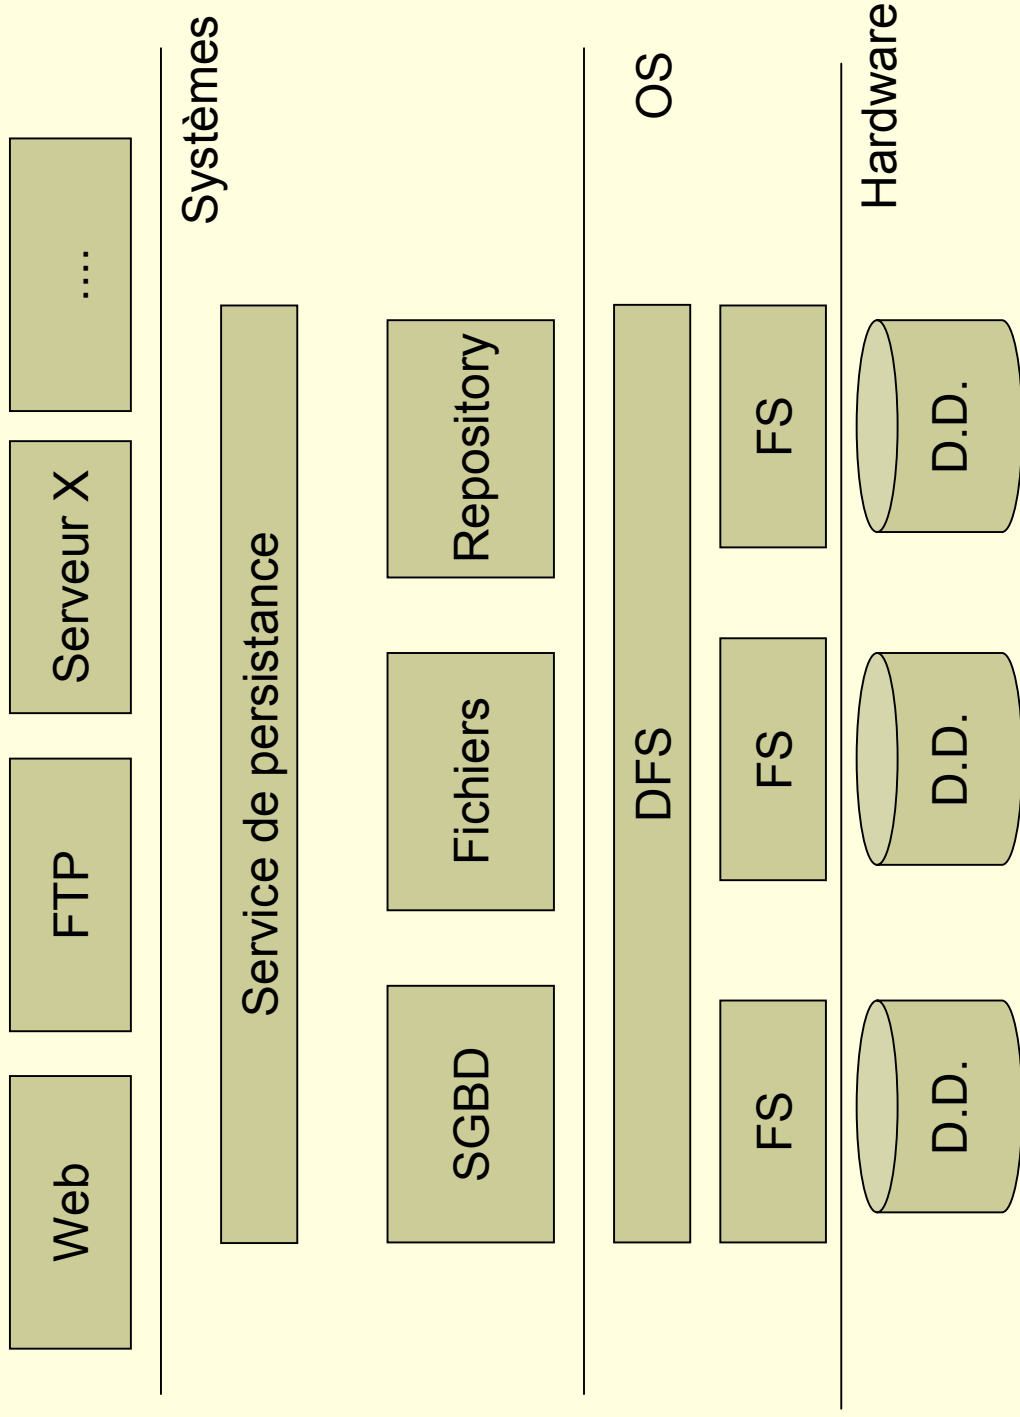 Web
FTP
Serveur X
....
Systèmes
Service de persistance
SGBD
Fichiers
Repository
OS
DFS
FS
FS
FS
Hardware
D.D.
D.D.
D.D.